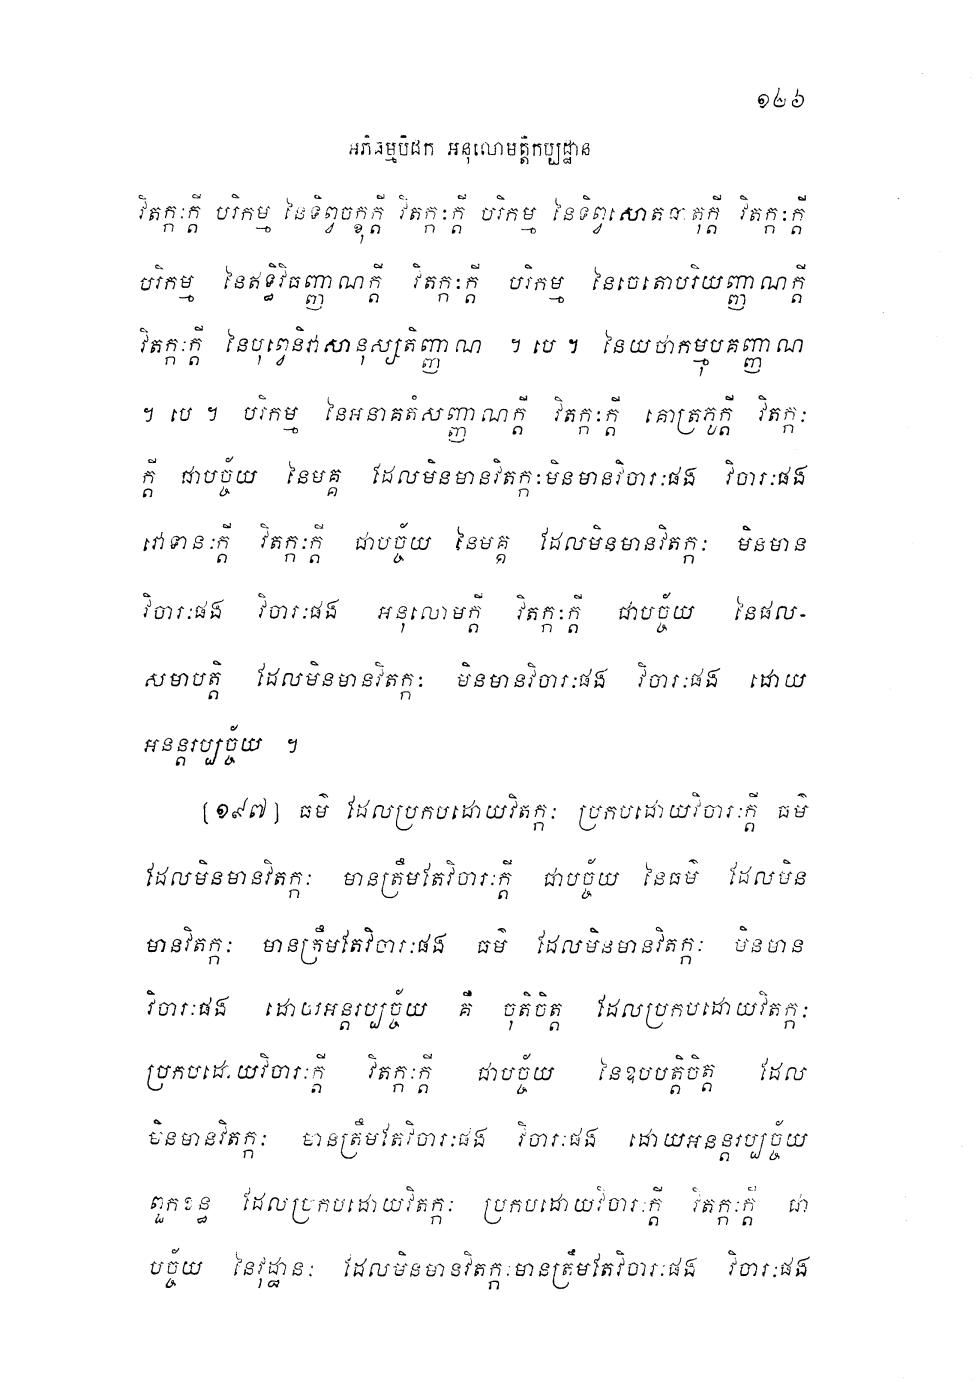 ១២៦
អភិធម្មបិដក អនុលោមត្តិកប្បដ្ឋាន
វិតក្កៈក្តី បរិកម្ម នៃទិព្វចក្ខុក្តី វិតក្កៈក្តី បរិកម្ម នៃទិព្វសោតធាតុក្តី វិតក្កៈក្តី
បរិកម្ម នៃឥទ្ធិវិធញ្ញាណក្តី វិតក្កៈក្តី បរិកម្ម នៃចេតោបរិយញ្ញាណក្តី
វិតក្កៈក្តី នៃបុព្វេនិវាសានុស្សតិញ្ញាណ ។ បេ ។ នៃយថាកម្មុបគញ្ញាណ
។ បេ ។ បរិកម្ម នៃអនាគតំសញ្ញាណក្តី វិតក្កៈក្តី គោត្រភូក្តី វិតក្កៈ
ក្តី ជាបច្ច័យ នៃមគ្គ ដែលមិនមានវិតក្កៈមិនមានវិចារៈផង វិចារៈផង
វោទានៈក្តី វិតក្កៈក្តី ជាបច្ច័យ នៃមគ្គ ដែលមិនមានវិតក្កៈ មិនមាន
វិចារៈផង វិចារៈផង អនុលោមក្តី វិតក្កៈក្តី ជាបច្ច័យ នៃផល-
សមាបត្តិ ដែលមិនមានវិតក្កៈ មិនមានវិចារៈផង វិចារៈផង ដោយ
អនន្តរប្បច្ច័យ ។
[១៩៧] ធម៌ ដែលប្រកបដោយវិតក្កៈ ប្រកបដោយវិចារៈក្តី ធម៌
ដែលមិនមានវិតក្កៈ មានត្រឹមតែវិចារៈក្តី ជាបច្ច័យ នៃធម៌ ដែលមិន
មានវិតក្កៈ មានត្រឹមតែវិចារៈផង ធម៌ ដែលមិនមានវិតក្កៈ មិនមាន
វិចារៈផង ដោយអន្តរប្បច្ច័យ គឺ ចុតិចិត្ត ដែលប្រកបដោយវិតក្កៈ
ប្រកបដោយវិចារៈក្តី វិតក្កៈក្តី ជាបច្ច័យ នៃឧបបត្តិចិត្ត ដែល
មិនមានវិតក្កៈ មានត្រឹមតែវិចារៈផង វិចារៈផង ដោយអនន្តរប្បច្ច័យ
ពួកខន្ធ ដែលប្រកបដោយវិតក្កៈ ប្រកបដោយវិចារៈក្តី វិតក្កៈក្តី ជា
បច្ច័យ នៃវុដ្ឋានៈ ដែលមិនមានវិតក្កៈមានត្រឹមតែវិចារៈផង វិចារៈផង